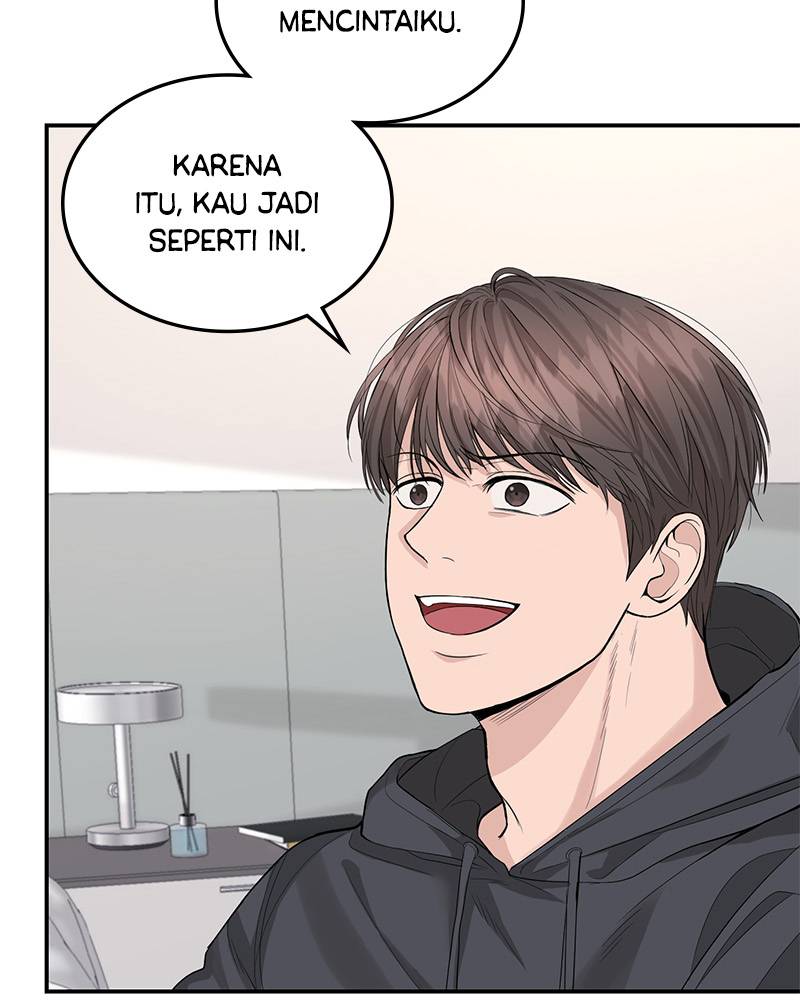 MENCINTAIKU.
KARENA
ITU, KAU JADI
SEPERTI INI.